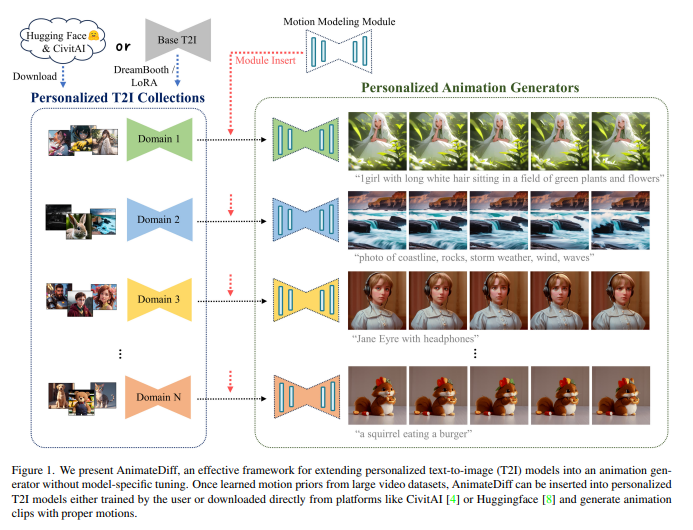 Hugging Face
& CivitAI
or
Base T2I
Motion Modeling Module
Download
DreamBooth /
LoRA
Module Insert
Personalized T2I Collections
Personalized Animation Generators
Domain 1
“1girl with long white hair sitting in a field of green plants and flowers”
Domain 2
“photo of coastline, rocks, storm weather, wind, waves”
Domain 3
“Jane Eyre with headphones”
Domain N
“a squirrel eating a burger”
Figure 1. We present AnimateDiff, an effective framework for extending personalized text-to-image (T2I) models into an animation gen-
erator without model-specific tuning. Once learned motion priors from large video datasets, AnimateDiff can be inserted into personalized
T2I models either trained by the user or downloaded directly from platforms like CivitAI [4] or Huggingface [8] and generate animation
clips with proper motions.